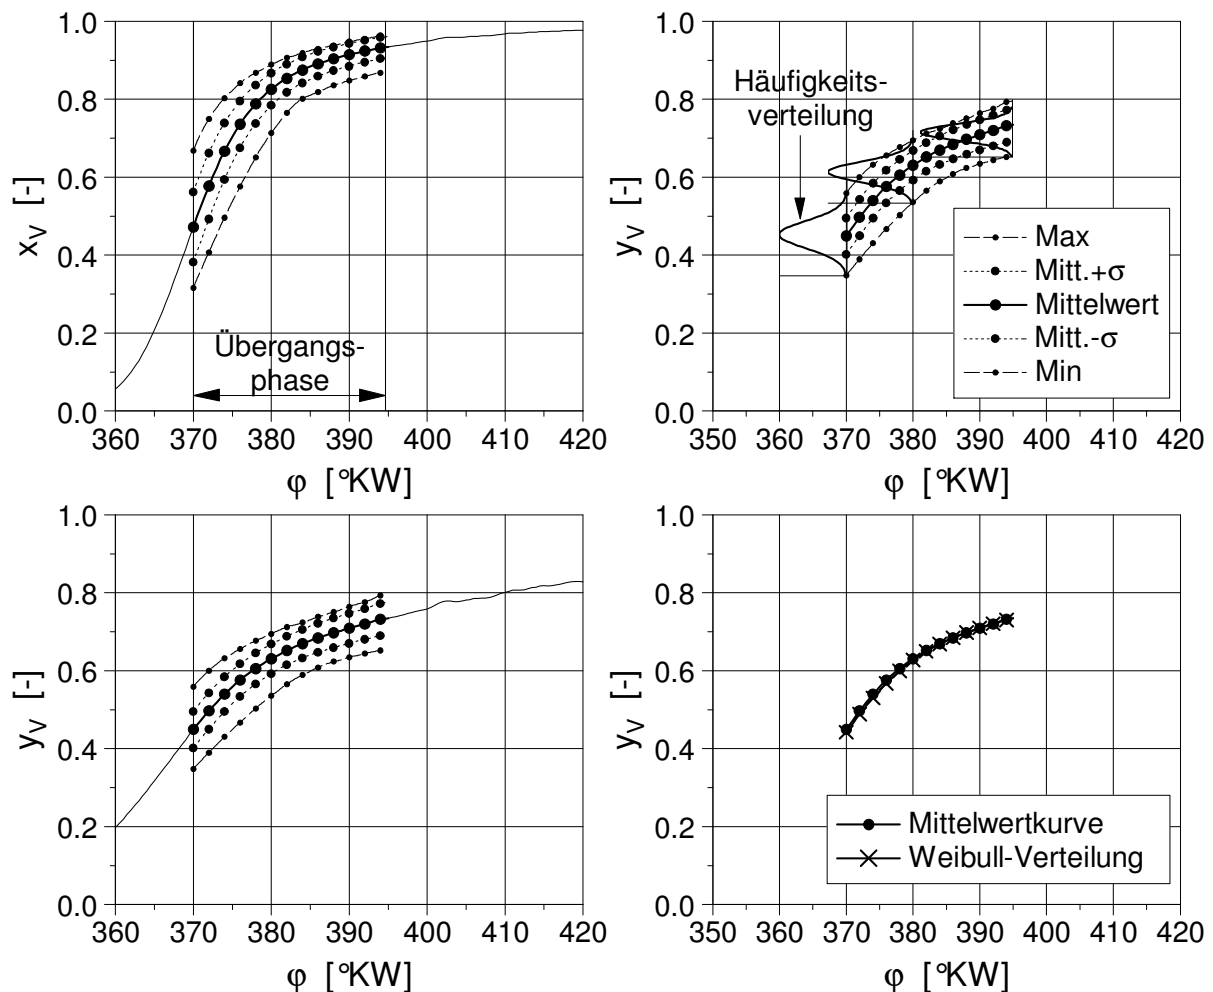 1.0
0.8
0.6
0.4
0.2
0.0
x_V [-]
Übergangs-
phase
360 370 380 390 400 410 420
φ [°KW]
1.0
0.8
0.6
0.4
0.2
0.0
y_V [-]
Häufigkeits-
verteilung
Max
Mitt.+σ
Mittelwert
Mitt.-σ
Min
350 360 370 380 390 400 410 420
φ [°KW]
1.0
0.8
0.6
0.4
0.2
0.0
y_V [-]
360 370 380 390 400 410 420
φ [°KW]
1.0
0.8
0.6
0.4
0.2
0.0
y_V [-]
Mittelwertkurve
Weibull-Verteilung
350 360 370 380 390 400 410 420
φ [°KW]